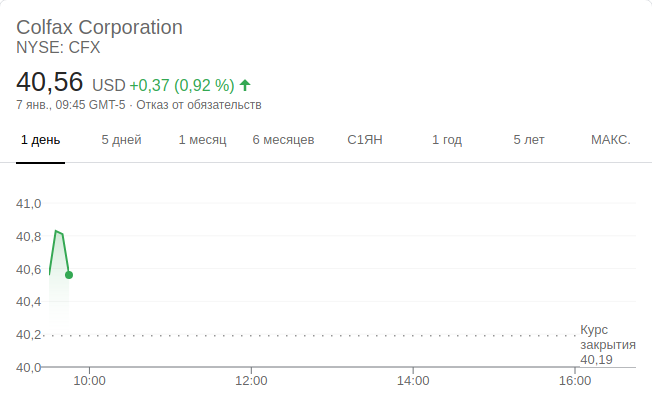 Colfax Corporation
NYSE: CFX
40,56 USD +0,37 (0,92 %)
7 янв., 09:45 GMT-5 · Отказ от обязательств
1 день 5 дней 1 месяц 6 месяцев С1ЯН 1 год 5 лет МАКС.
41,0
40,8
40,6
40,4
40,2
Курс
закрытия
40,19
40,0
10:00 12:00 14:00 16:00